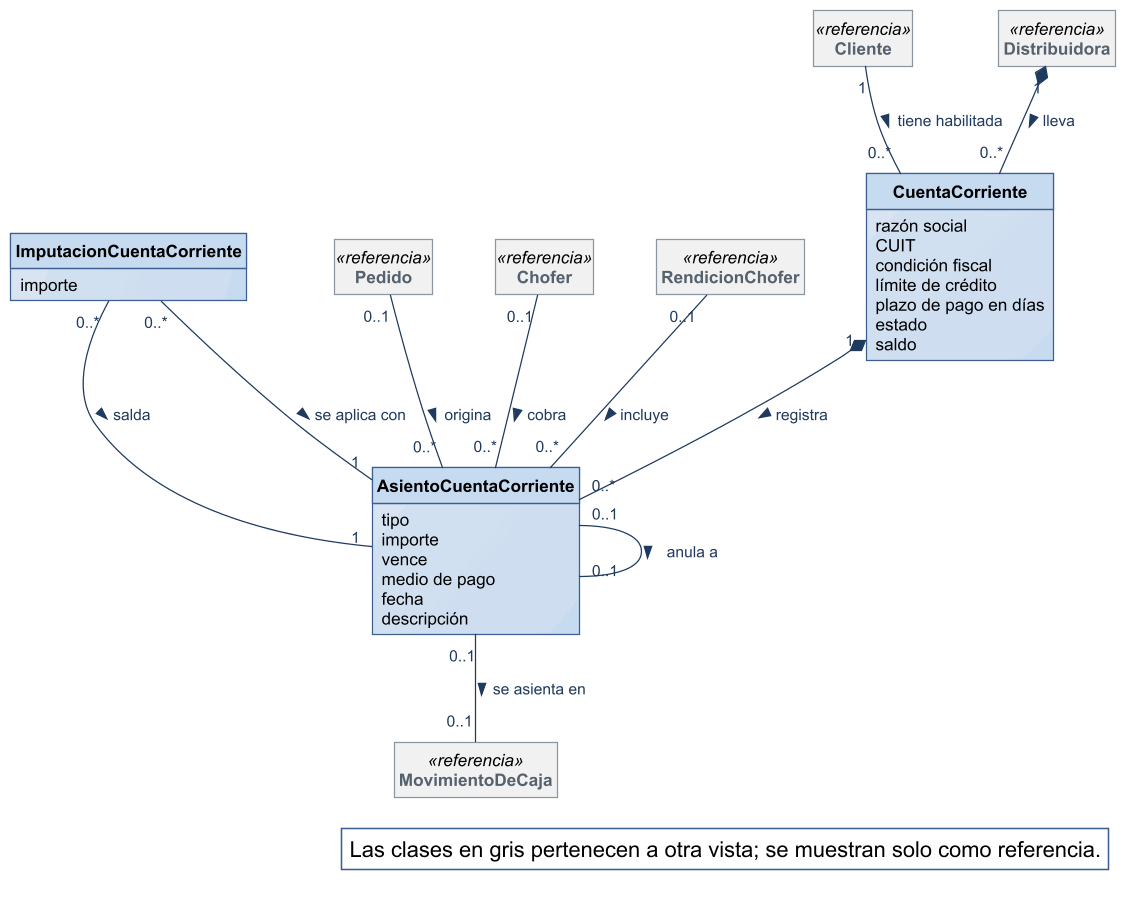 «referencia»
Cliente
«referencia»
Distribuidora
1
1
tiene habilitada
lleva
0..*
0..*
CuentaCorriente
razón social
CUIT
condición fiscal
límite de crédito
plazo de pago en días
estado
saldo
ImputacionCuentaCorriente
importe
«referencia»
Pedido
«referencia»
Chofer
«referencia»
RendicionChofer
0..*
0..*
0..1
0..1
0..1
1
salda
se aplica con
origina
cobra
incluye
registra
0..*
0..*
0..*
1
0..*
AsientoCuentaCorriente
tipo
importe
vence
medio de pago
fecha
descripción
1
0..1
anula a
0..1
0..1
se asienta en
0..1
«referencia»
MovimientoDeCaja
Las clases en gris pertenecen a otra vista; se muestran solo como referencia.